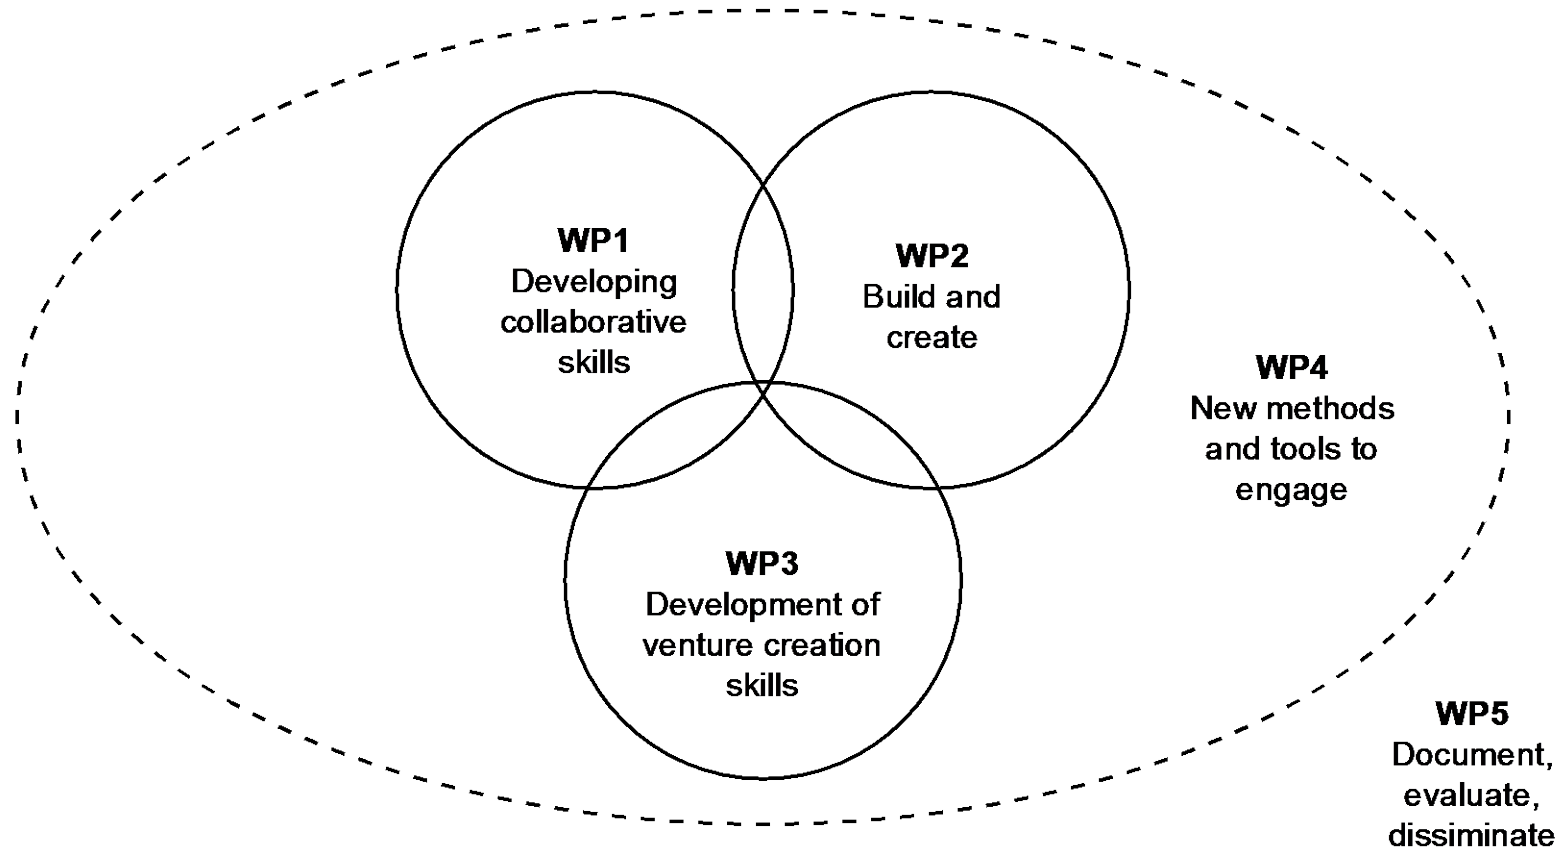 WP1
Developing
collaborative
skills
WP2
Build and
create
WP4
New methods
and tools to
engage
WP3
Development of
venture creation
skills
WP5
Document,
evaluate,
dissiminate